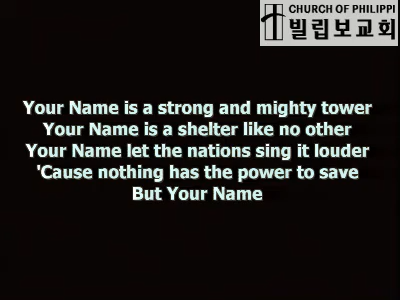 CHURCH OF PHILIPPI
빌립보교회
Your Name is a strong and mighty tower
Your Name is a shelter like no other
Your Name let the nations sing it louder
'Cause nothing has the power to save
But Your Name